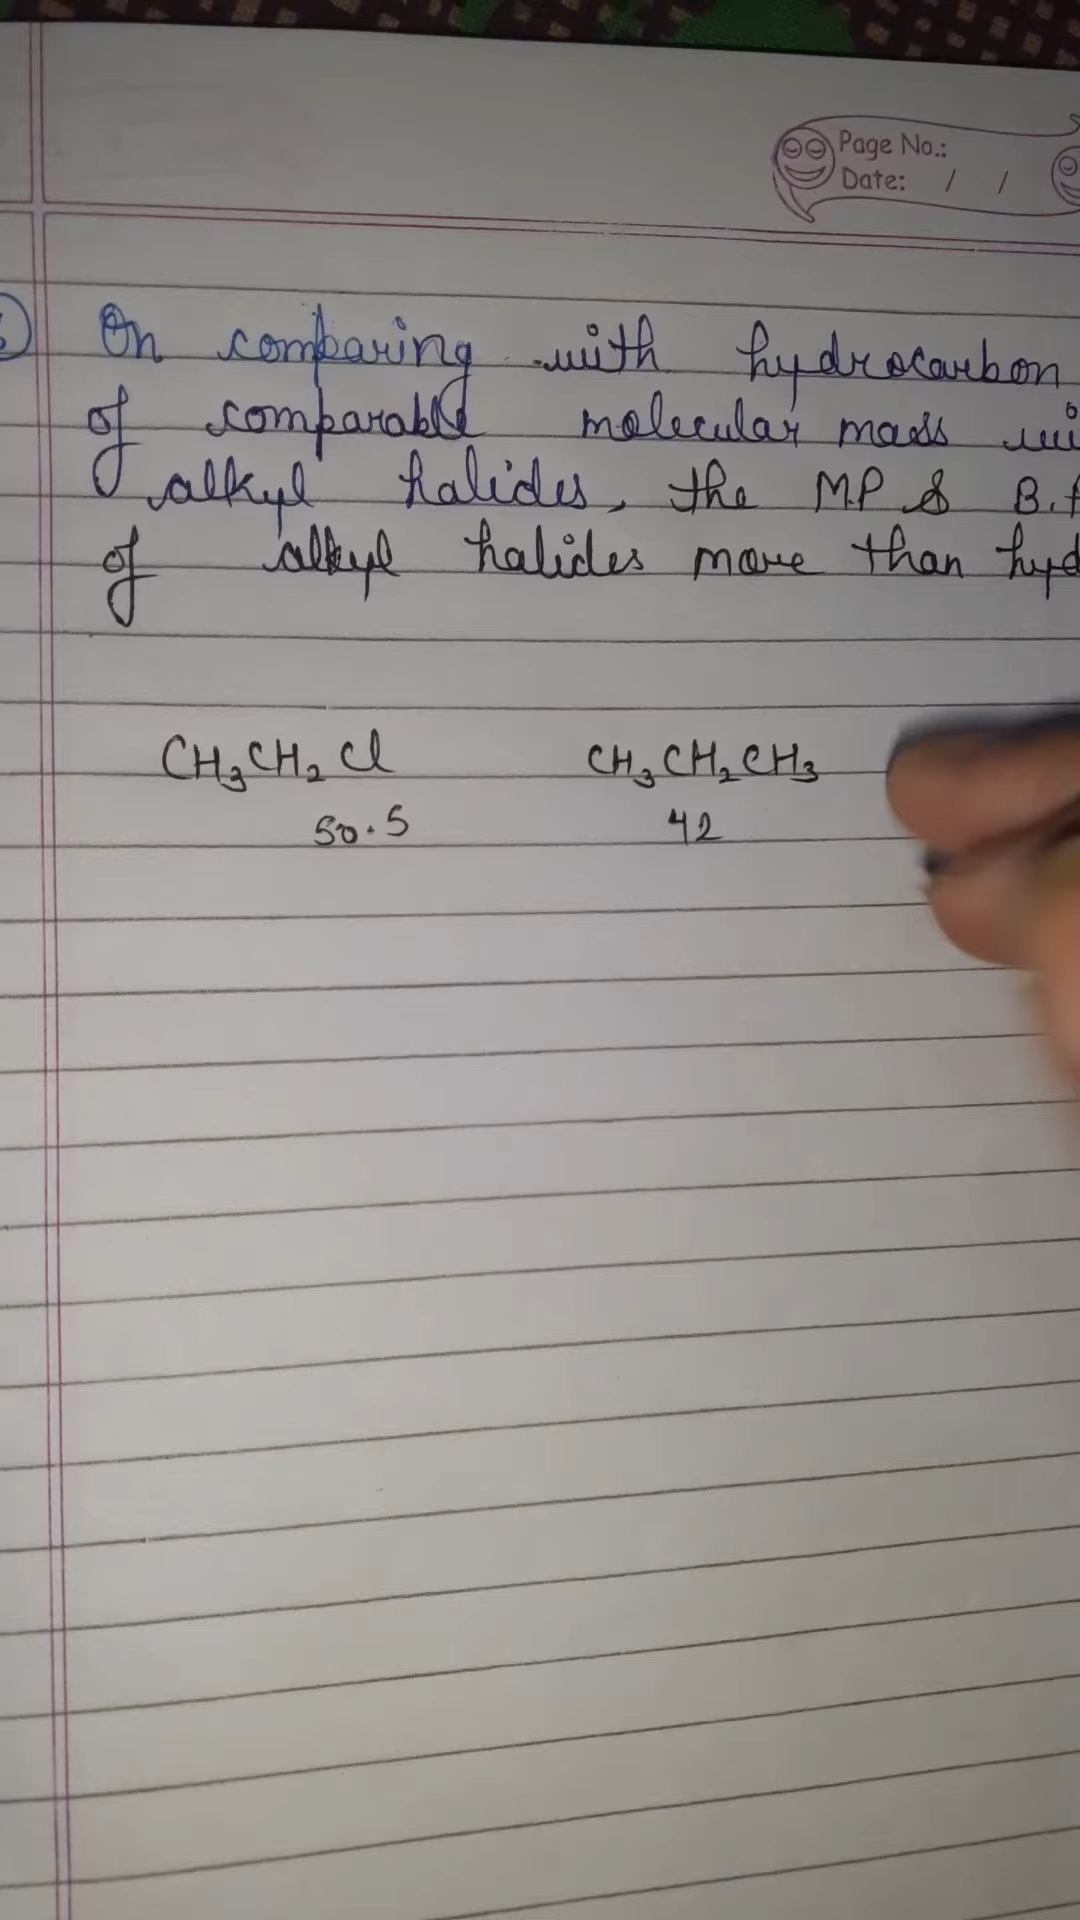 Page No.:
Date: / /
On comparing with hydrocarbon
of comparable molecular mass
alkyl halides, the M.P & B.
of alkyl halides more than hyd
CH₃CH₂Cl CH₃CH₂CH₃
50.5 42